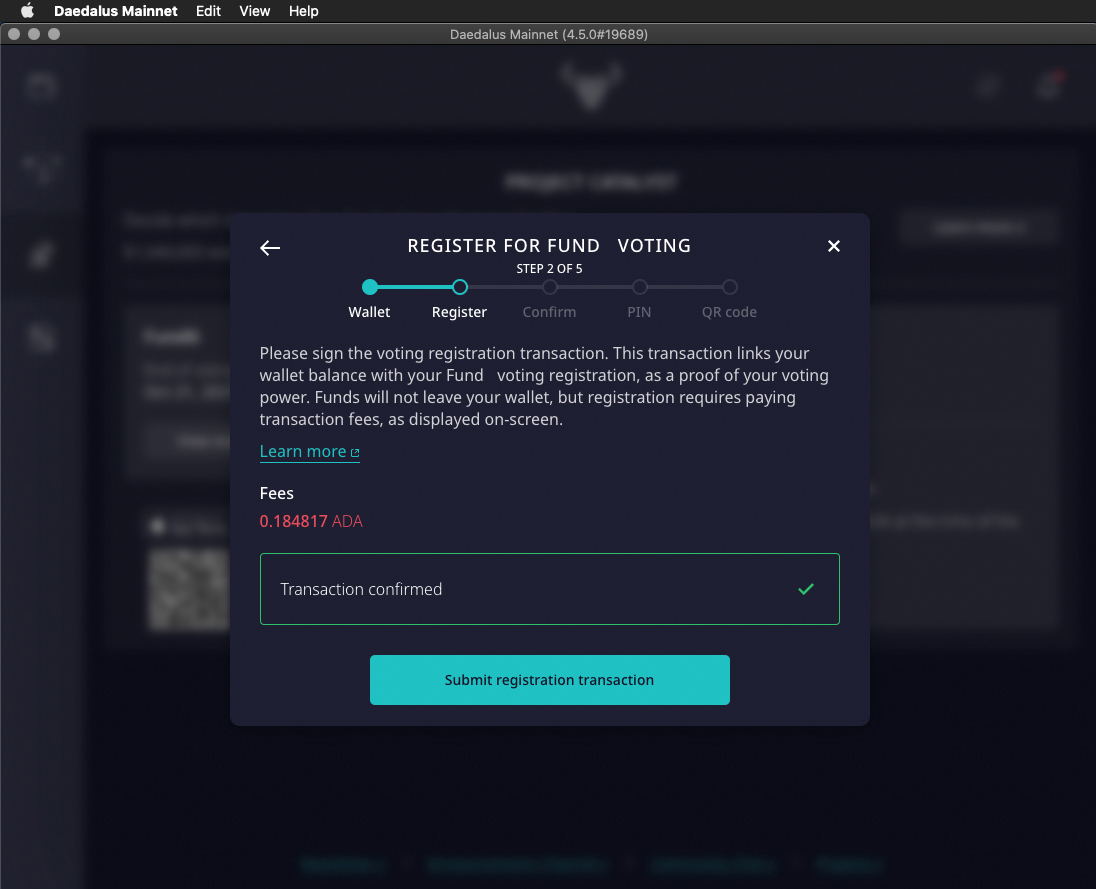 Daedalus Mainnet Edit View Help
Daedalus Mainnet (4.5.0#19689)
PROJECT CATALYST
REGISTER FOR FUND VOTING
STEP 2 OF 5
Wallet Register Confirm PIN QR code
Please sign the voting registration transaction. This transaction links your
wallet balance with your Fund voting registration, as a proof of your voting
power. Funds will not leave your wallet, but registration requires paying
transaction fees, as displayed on-screen.
Learn more
Fees
0.184817 ADA
Transaction confirmed
Submit registration transaction